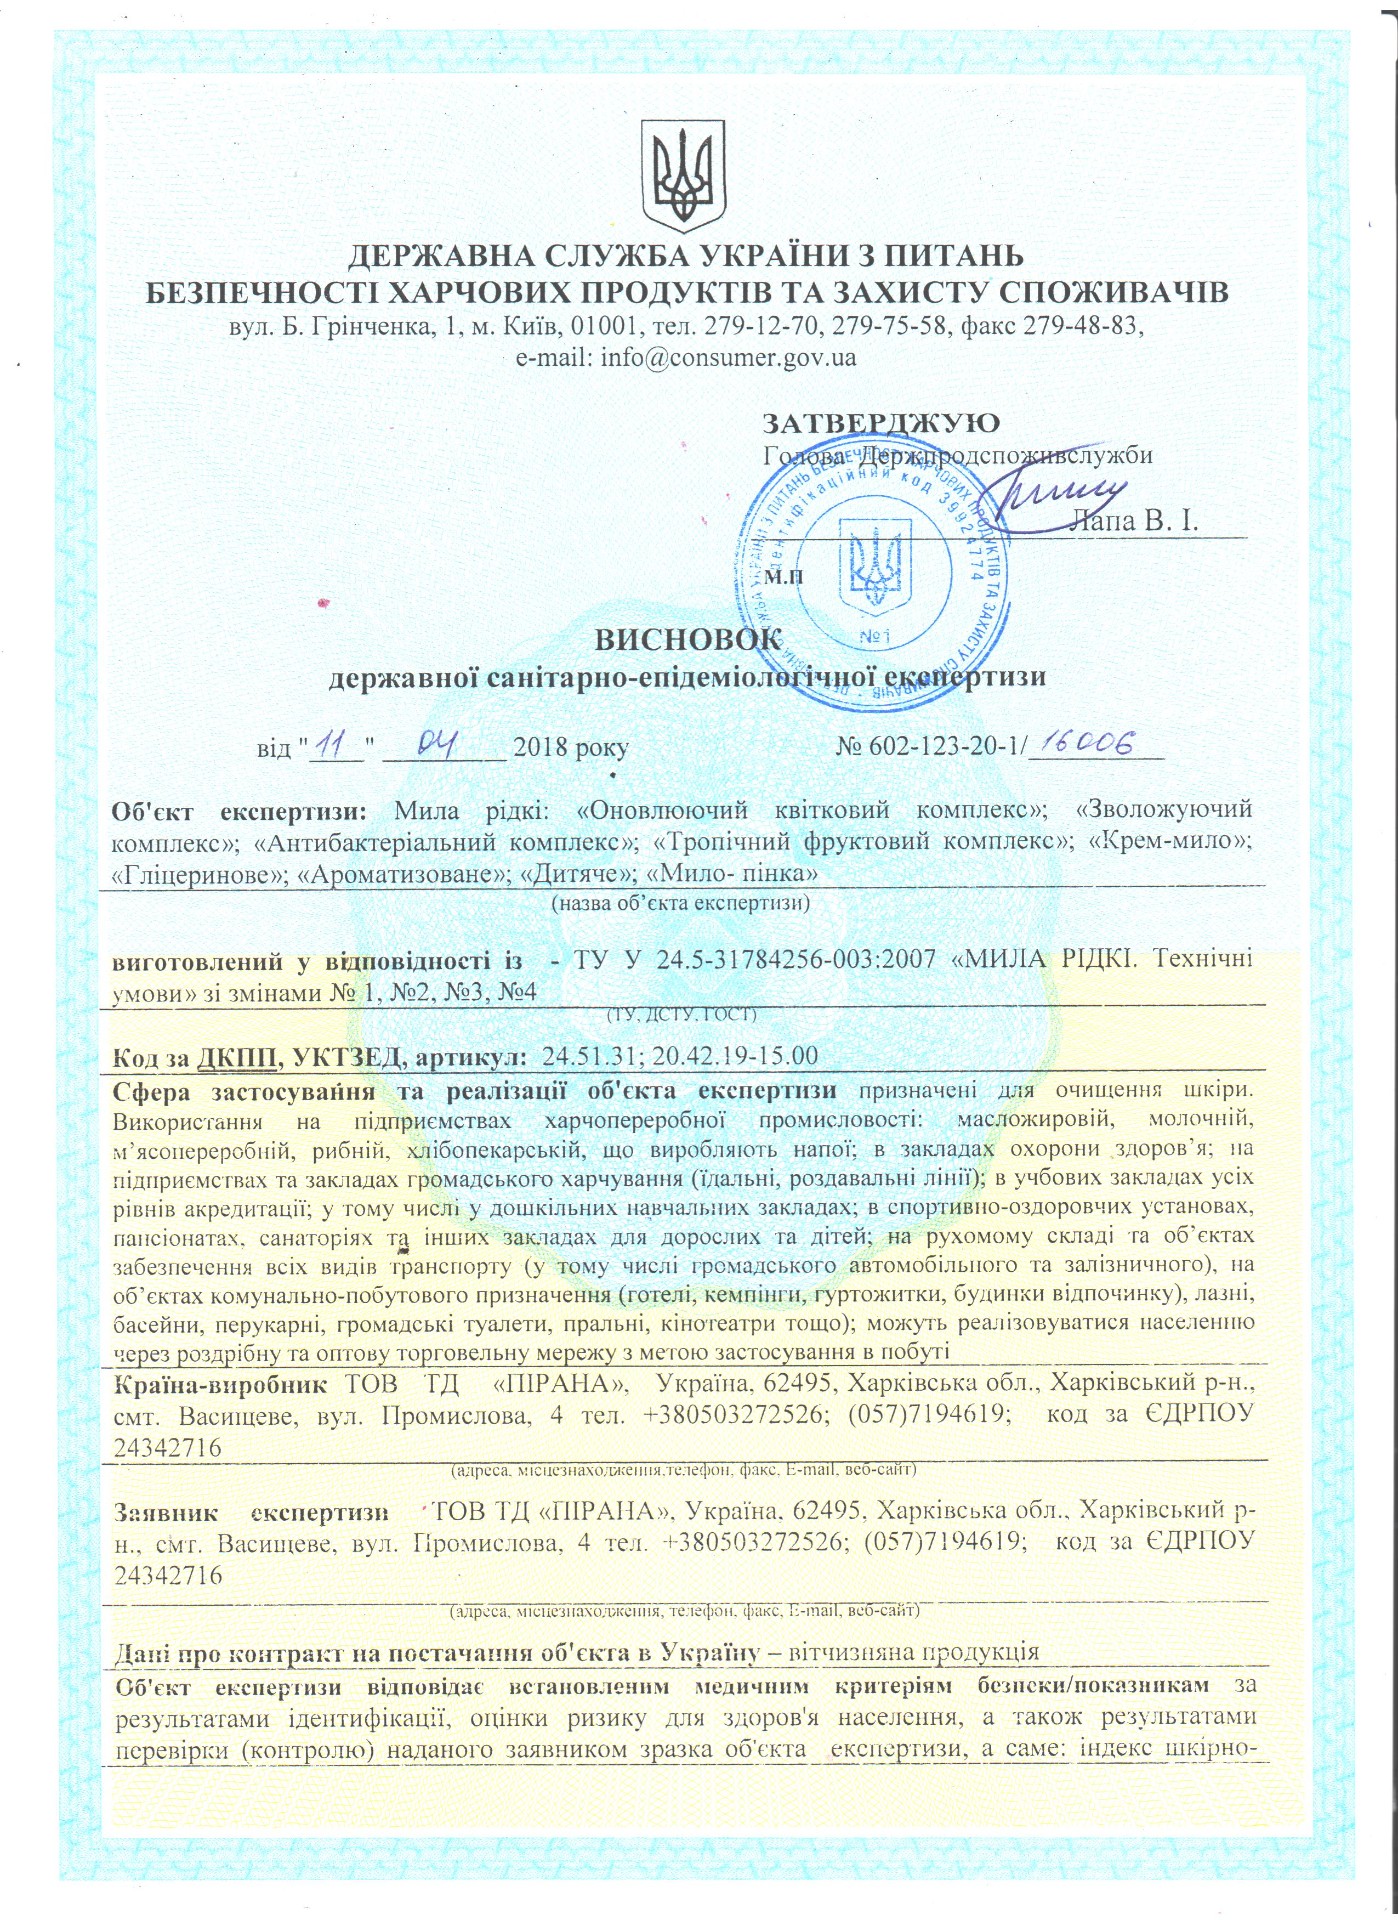 ДЕРЖАВНА СЛУЖБА УКРАЇНИ З ПИТАНЬ
БЕЗПЕЧНОСТІ ХАРЧОВИХ ПРОДУКТІВ ТА ЗАХИСТУ СПОЖИВАЧІВ
вул. Б. Грінченка, 1, м. Київ, 01001, тел. 279-12-70, 279-75-58, факс 279-48-83,
e-mail: info@consumer.gov.ua
ЗАТВЕРДЖУЮ
Голова Держпродспоживслужби
Лапа В. І.
М.П
ідентифікаційний код 39924774
№1
ВИСНОВОК
державної санітарно-епідеміологічної експертизи
від "11" 04 2018 року № 602-123-20-1/16006
Об'єкт експертизи: Мила рідкі: «Оновлюючий квітковий комплекс»; «Зволожуючий
комплекс»; «Антибактеріальний комплекс»; «Тропічний фруктовий комплекс»; «Крем-мило»;
«Гліцеринове»; «Ароматизоване»; «Дитяче»; «Мило- пінка»
(назва об’єкта експертизи)
виготовлений у відповідності із - ТУ У 24.5-31784256-003:2007 «МИЛА РІДКІ. Технічні
умови» зі змінами № 1, №2, №3, №4
(ТУ, ДСТУ, ГОСТ)
Код за ДКПП, УКТЗЕД, артикул: 24.51.31; 20.42.19-15.00
Сфера застосування та реалізації об'єкта експертизи призначені для очищення шкіри.
Використання на підприємствах харчопереробної промисловості: масложировій, молочній,
м’ясопереробній, рибній, хлібопекарській, що виробляють напої; в закладах охорони здоров’я; на
підприємствах та закладах громадського харчування (їдальні, роздавальні лінії); в учбових закладах усіх
рівнів акредитації; у тому числі у дошкільних навчальних закладах; в спортивно-оздоровчих установах,
пансіонатах, санаторіях та інших закладах для дорослих та дітей; на рухомому складі та об’єктах
забезпечення всіх видів транспорту (у тому числі громадського автомобільного та залізничного), на
об’єктах комунально-побутового призначення (готелі, кемпінги, гуртожитки, будинки відпочинку), лазні,
басейни, перукарні, громадські туалети, пральні, кінотеатри тощо); можуть реалізовуватися населенню
через роздрібну та оптову торговельну мережу з метою застосування в побуті
Країна-виробник ТОВ ТД «ПІРАНА», Україна, 62495, Харківська обл., Харківський р-н.,
смт. Васищеве, вул. Промислова, 4 тел. +380503272526; (057)7194619; код за ЄДРПОУ
24342716
(адреса, місцезнаходження,телефон, факс, E-mail, веб-сайт)
Заявник експертизи ТОВ ТД «ПІРАНА», Україна, 62495, Харківська обл., Харківський р-
н., смт. Васищеве, вул. Промислова, 4 тел. +380503272526; (057)7194619; код за ЄДРПОУ
24342716
(адреса, місцезнаходження, телефон, факс, E-mail, веб-сайт)
Дані про контракт на постачання об'єкта в Україну – вітчизняна продукція
Об'єкт експертизи відповідає встановленим медичним критеріям безпеки/показникам за
результатами ідентифікації, оцінки ризику для здоров'я населення, а також результатами
перевірки (контролю) наданого заявником зразка об'єкта експертизи, а саме: індекс шкірно-